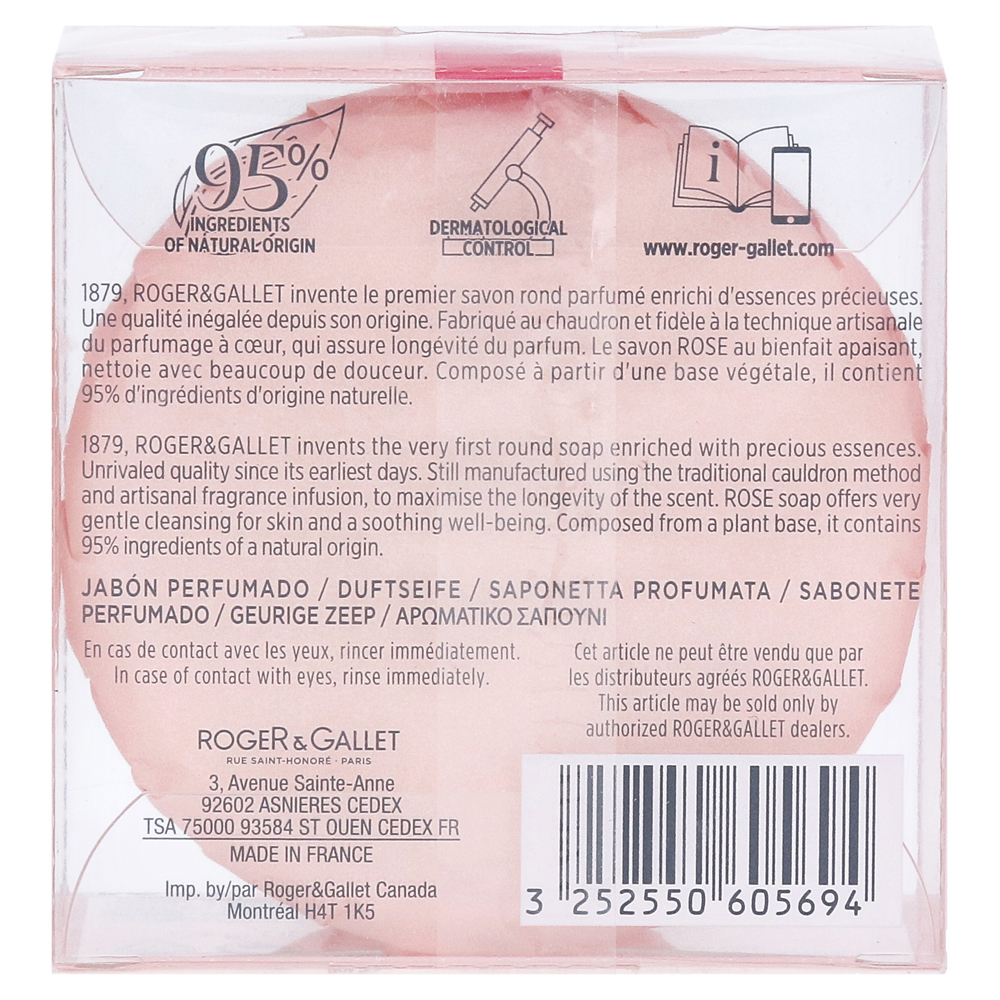 95%
INGREDIENTS
OF NATURAL ORIGIN
DERMATOLOGICAL
CONTROL
i
www.roger-gallet.com
1879, ROGER&GALLET invente le premier savon rond parfumé enrichi d'essences précieuses.
Une qualité inégalée depuis son origine. Fabriqué au chaudron et fidèle à la technique artisanale
du parfumage à cœur, qui assure longévité du parfum. Le savon ROSE au bienfait apaisant,
nettoie avec beaucoup de douceur. Composé à partir d'une base végétale, il contient
95% d'ingrédients d'origine naturelle.
1879, ROGER&GALLET invents the very first round soap enriched with precious essences.
Unrivaled quality since its earliest days. Still manufactured using the traditional cauldron method
and artisanal fragrance infusion, to maximise the longevity of the scent. ROSE soap offers very
gentle cleansing for skin and a soothing well-being. Composed from a plant base, it contains
95% ingredients of a natural origin.
JABÓN PERFUMADO / DUFTSEIFE / SAPONETTA PROFUMATA / SABONETE
PERFUMADO / GEURIGE ZEEP / ΑΡΩΜΑΤΙΚΟ ΣΑΠΟΥΝΙ
En cas de contact avec les yeux, rincer immédiatement.
In case of contact with eyes, rinse immediately.
Cet article ne peut être vendu que par
les distributeurs agréés ROGER&GALLET.
This article may be sold only by
authorized ROGER&GALLET dealers.
ROGER & GALLET
RUE SAINT-HONORÉ · PARIS
3, Avenue Sainte-Anne
92602 ASNIERES CEDEX
TSA 75000 93584 ST OUEN CEDEX FR
MADE IN FRANCE
Imp. by/par Roger&Gallet Canada
Montréal H4T 1K5
3 252550 605694